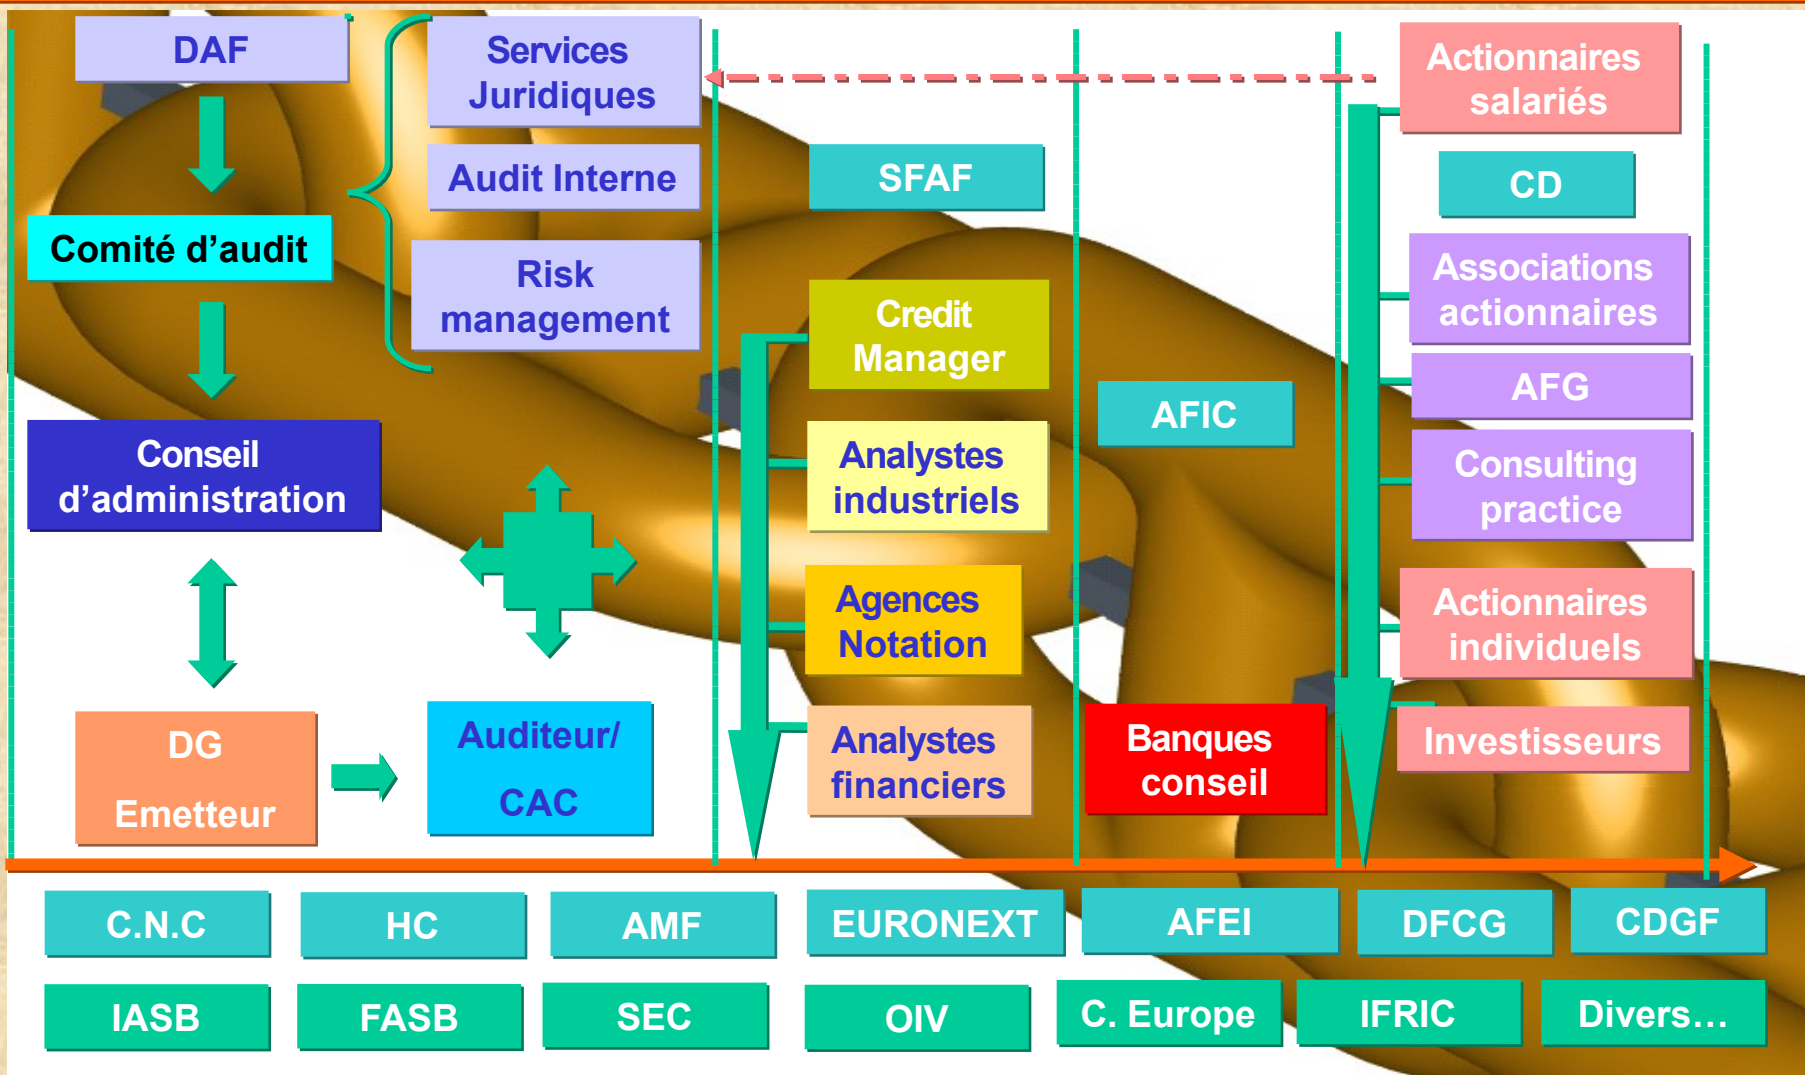 DAF
Comité d’audit
Conseil
d’administration
DG
Emetteur
Services
Juridiques
Audit Interne
Risk
management
Auditeur/
CAC
SFAF
Credit
Manager
Analystes
industriels
Agences
Notation
Analystes
financiers
AFIC
Banques
conseil
Actionnaires
salariés
CD
Associations
actionnaires
AFG
Consulting
practice
Actionnaires
individuels
Investisseurs
C.N.C
HC
AMF
EURONEXT
AFEI
DFCG
CDGF
IASB
FASB
SEC
OIV
C. Europe
IFRIC
Divers…